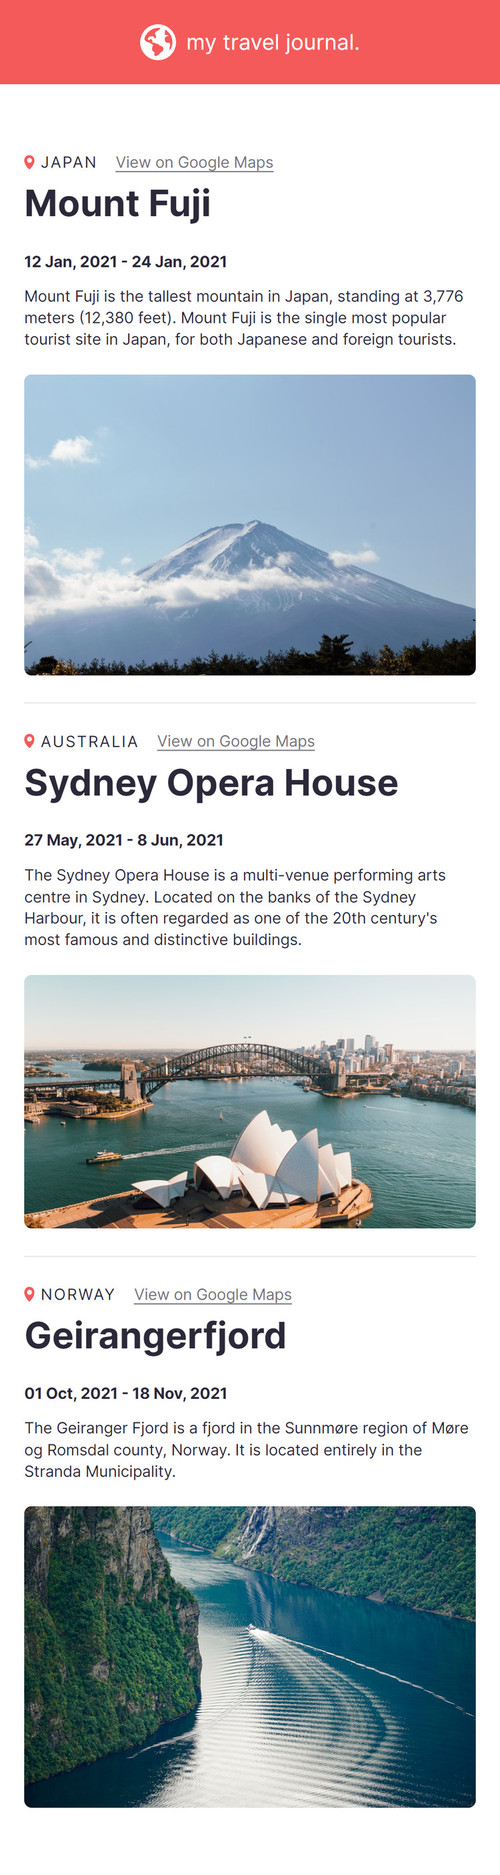 my travel journal.
JAPAN View on Google Maps
Mount Fuji
12 Jan, 2021 - 24 Jan, 2021
Mount Fuji is the tallest mountain in Japan, standing at 3,776
meters (12,380 feet). Mount Fuji is the single most popular
tourist site in Japan, for both Japanese and foreign tourists.
AUSTRALIA View on Google Maps
Sydney Opera House
27 May, 2021 - 8 Jun, 2021
The Sydney Opera House is a multi-venue performing arts
centre in Sydney. Located on the banks of the Sydney
Harbour, it is often regarded as one of the 20th century's
most famous and distinctive buildings.
NORWAY View on Google Maps
Geirangerfjord
01 Oct, 2021 - 18 Nov, 2021
The Geiranger Fjord is a fjord in the Sunnmøre region of Møre
og Romsdal county, Norway. It is located entirely in the
Stranda Municipality.